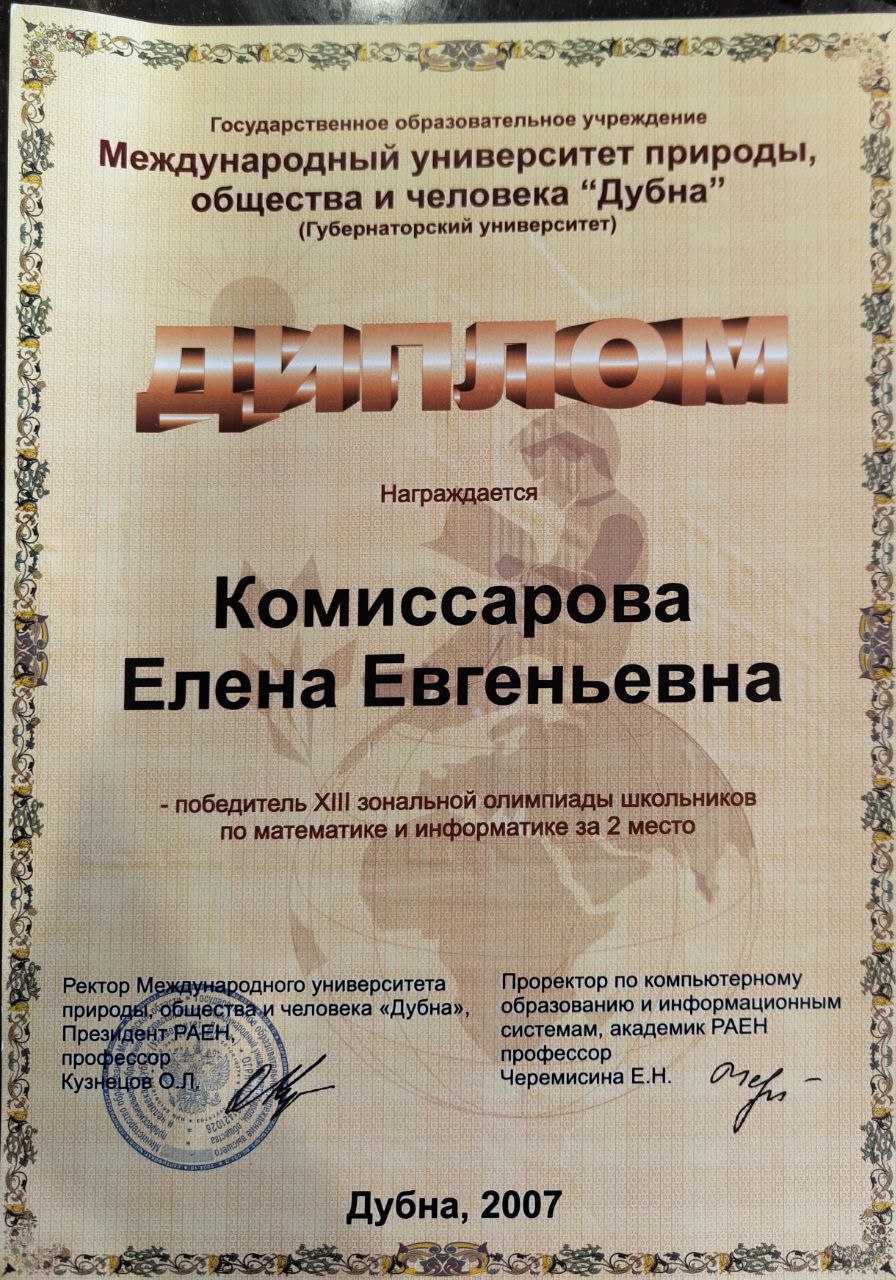 Государственное образовательное учреждение
Международный университет природы,
общества и человека “Дубна”
(Губернаторский университет)
ДИПЛОМ
Награждается
Комиссарова
Елена Евгеньевна
- победитель XIII зональной олимпиады школьников
по математике и информатике за 2 место
Ректор Международного университета
природы, общества и человека «Дубна»,
Президент РАЕН,
профессор
Кузнецов О.Л.
Проректор по компьютерному
образованию и информационным
системам, академик РАЕН
профессор
Черемисина Е.Н.
Дубна, 2007